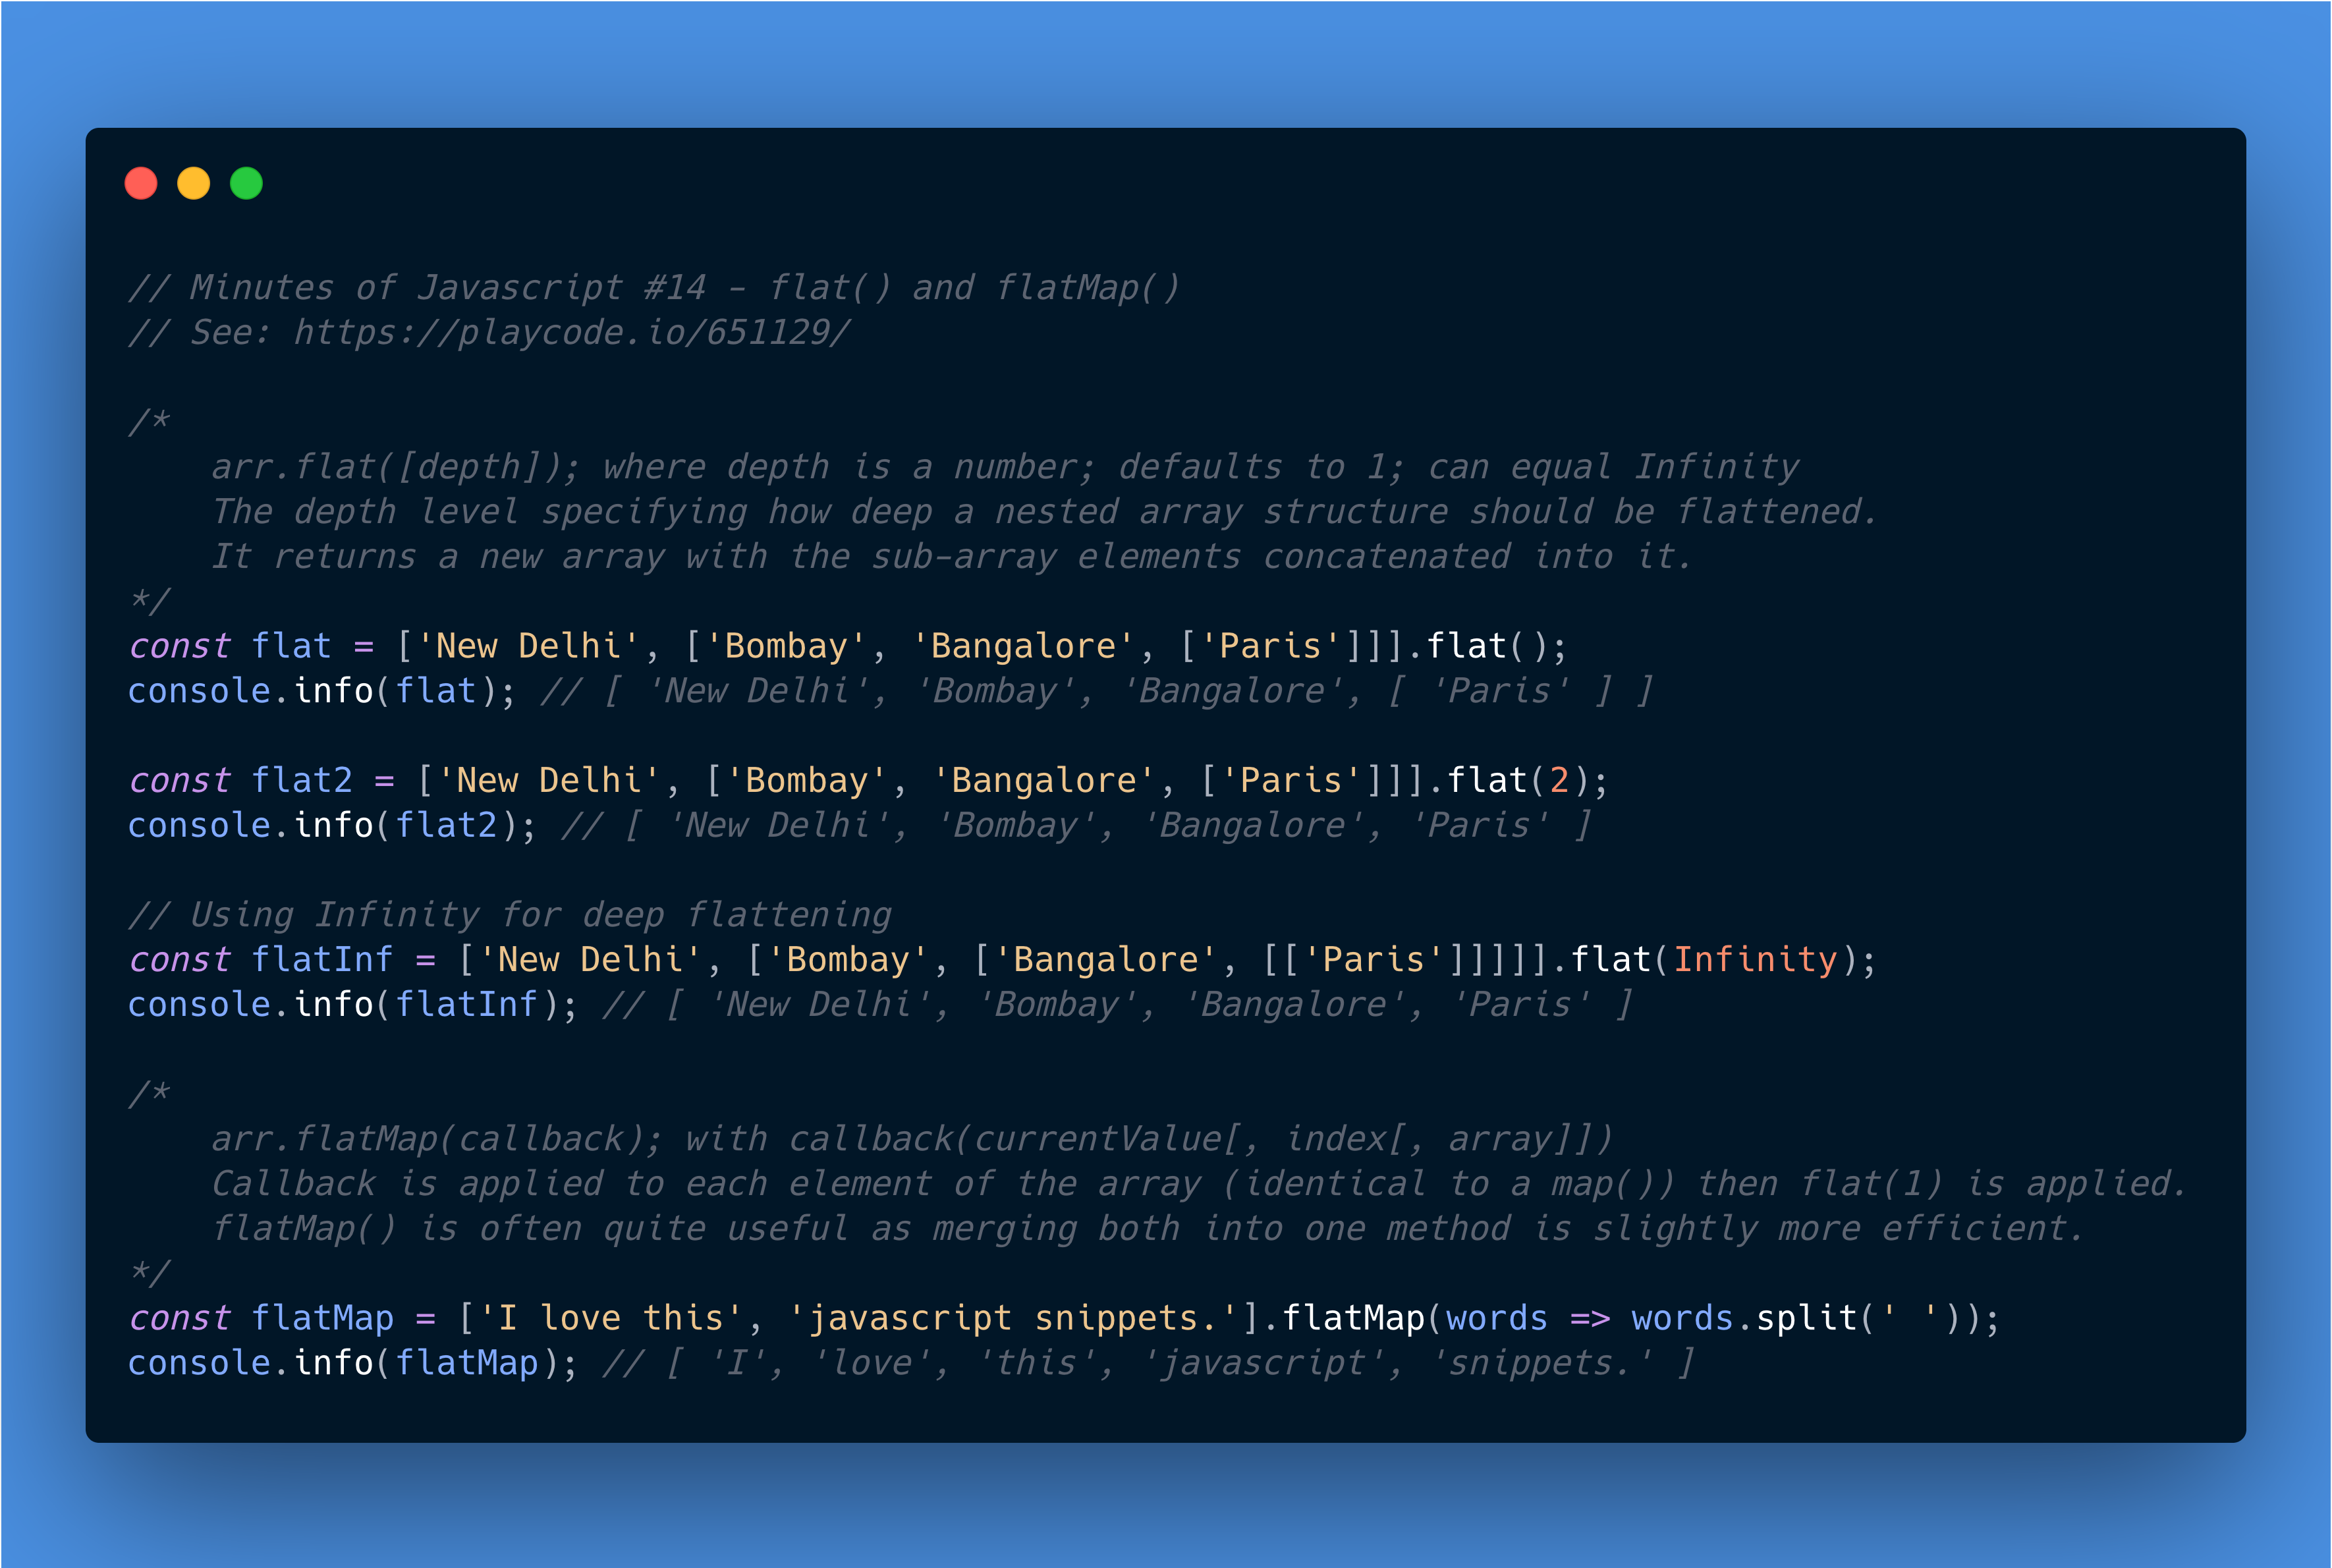 // Minutes of Javascript #14 - flat() and flatMap()
// See: https://playcode.io/651129/
/*
    arr.flat([depth]); where depth is a number; defaults to 1; can equal Infinity
    The depth level specifying how deep a nested array structure should be flattened.
    It returns a new array with the sub-array elements concatenated into it.
*/
const flat = ['New Delhi', ['Bombay', 'Bangalore', ['Paris']]].flat();
console.info(flat); // [ 'New Delhi', 'Bombay', 'Bangalore', [ 'Paris' ] ]
const flat2 = ['New Delhi', ['Bombay', 'Bangalore', ['Paris']]].flat(2);
console.info(flat2); // [ 'New Delhi', 'Bombay', 'Bangalore', 'Paris' ]
// Using Infinity for deep flattening
const flatInf = ['New Delhi', ['Bombay', ['Bangalore', [['Paris']]]]].flat(Infinity);
console.info(flatInf); // [ 'New Delhi', 'Bombay', 'Bangalore', 'Paris' ]
/*
    arr.flatMap(callback); with callback(currentValue[, index[, array]])
    Callback is applied to each element of the array (identical to a map()) then flat(1) is applied.
    flatMap() is often quite useful as merging both into one method is slightly more efficient.
*/
const flatMap = ['I love this', 'javascript snippets.'].flatMap(words => words.split(' '));
console.info(flatMap); // [ 'I', 'love', 'this', 'javascript', 'snippets.' ]